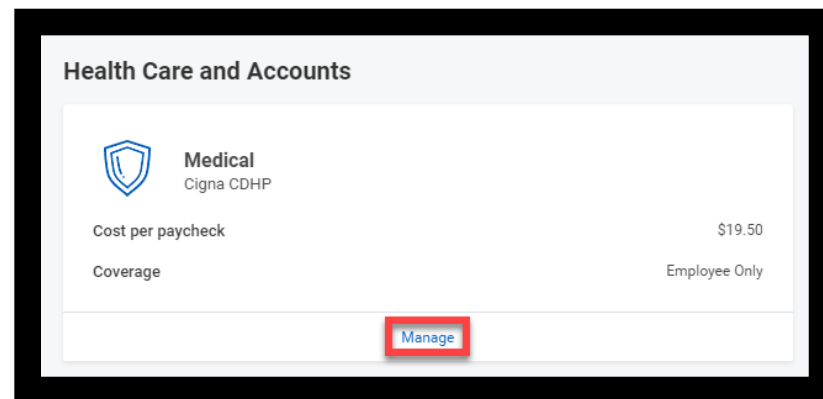 Health Care and Accounts
Medical
Cigna CDHP
Cost per paycheck $19.50
Coverage Employee Only
Manage